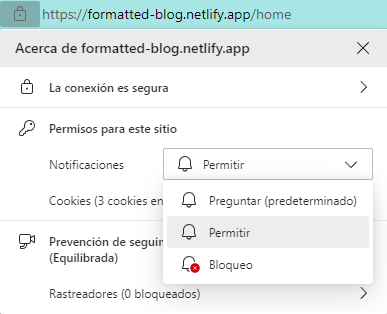 https://formatted-blog.netlify.app/home
Acerca de formatted-blog.netlify.app
La conexión es segura
Permisos para este sitio
Notificaciones
Permitir
Cookies (3 cookies en
Preguntar (predeterminado)
Permitir
Bloqueo
Prevención de seguin
(Equilibrada)
Rastreadores (0 bloqueados)